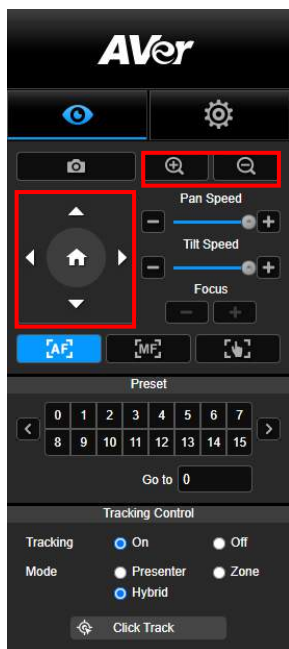 AVer
Pan Speed
Tilt Speed
Focus
AF
MF
Preset
0 1 2 3 4 5 6 7
8 9 10 11 12 13 14 15
Go to 0
Tracking Control
Tracking On Off
Mode Presenter Zone
Hybrid
Click Track